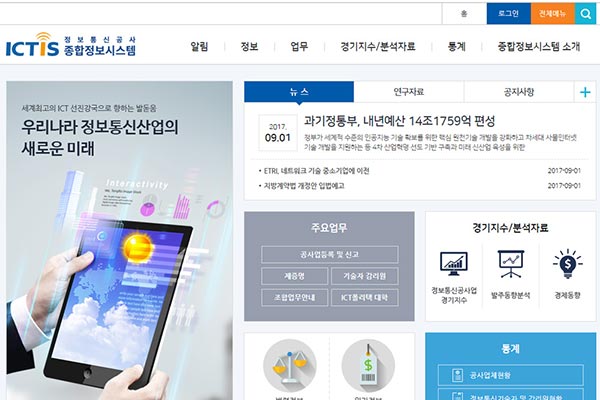 홈
로그인
전체메뉴
ICTIS
정보통신공사
종합정보시스템
알림
정보
업무
경기지수/분석자료
통계
종합정보시스템 소개
세계최고의 ICT 선진강국으로 향하는 발돋움
우리나라 정보통신산업의
새로운 미래
Interactivity
뉴스
연구자료
공지사항
+
2017.
09.01
과기정통부, 내년예산 14조1759억 편성
정부가 세계적 수준의 인공지능 기술 확보를 위한 핵심 원천기술 개발을 강화하고 차세대 사물인터넷
기술 개발을 지원하는 등 4차 산업혁명 선도 기반 구축과 미래 신산업 육성을 위한
• ETRI, 네트워크 기술 중소기업에 이전
2017-09-01
• 지방계약법 개정안 입법예고
2017-09-01
주요업무
공사업등록 및 신고
제증명
기술자 감리원
조합업무안내
ICT폴리텍 대학
경기지수/분석자료
정보통신공사업
경기지수
발주동향분석
경제동향
통계
공사업체현황
정보통신기술자 및 감리원현황